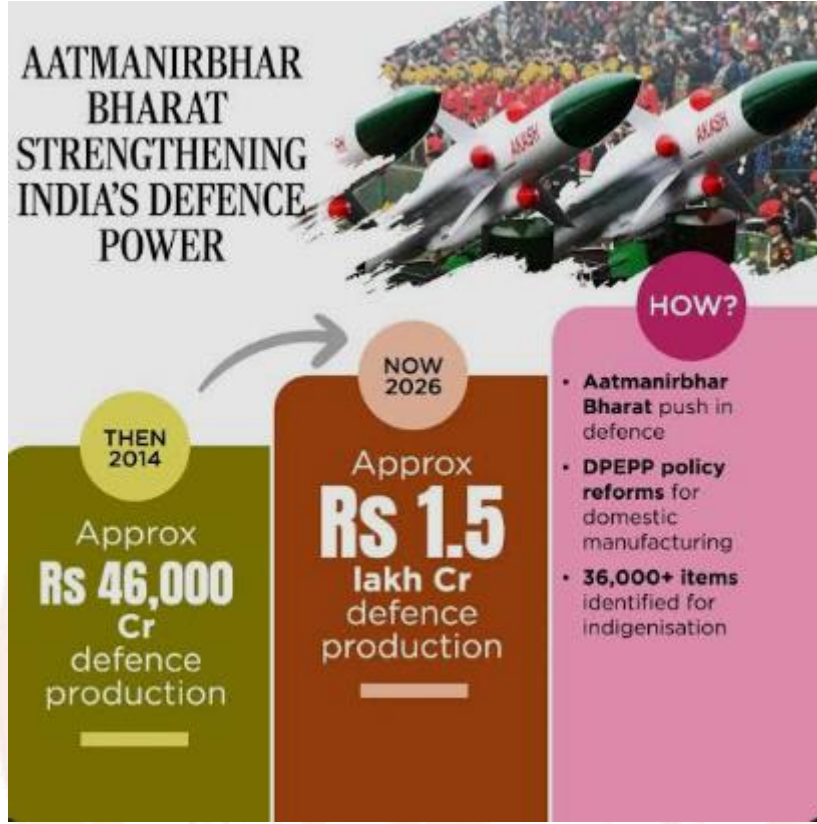 AATMANIRBHAR
BHARAT
STRENGTHENING
INDIA'S DEFENCE
POWER
AKASH
AKASH
HOW?
NOW
2026
THEN
2014
Approx
Rs 46,000
Cr
defence
production
Approx
Rs 1.5
lakh Cr
defence
production
• Aatmanirbhar
Bharat push in
defence
• DPEPP policy
reforms for
domestic
manufacturing
• 36,000+ items
identified for
indigenisation